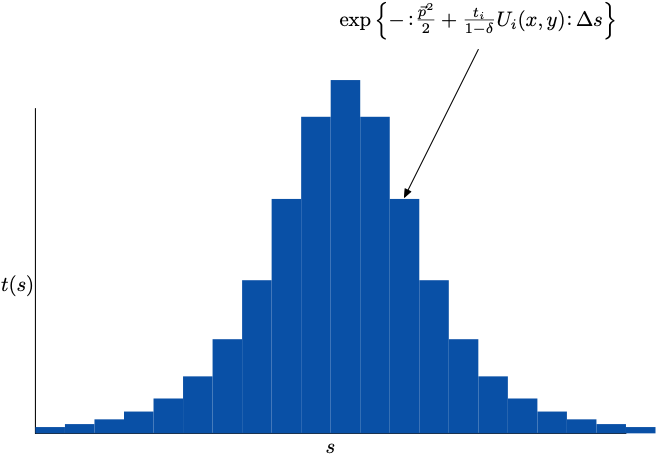 exp { − : p⃗²/2 + tᵢ/(1−δ) Uᵢ(x, y) : Δs }
t(s)
s